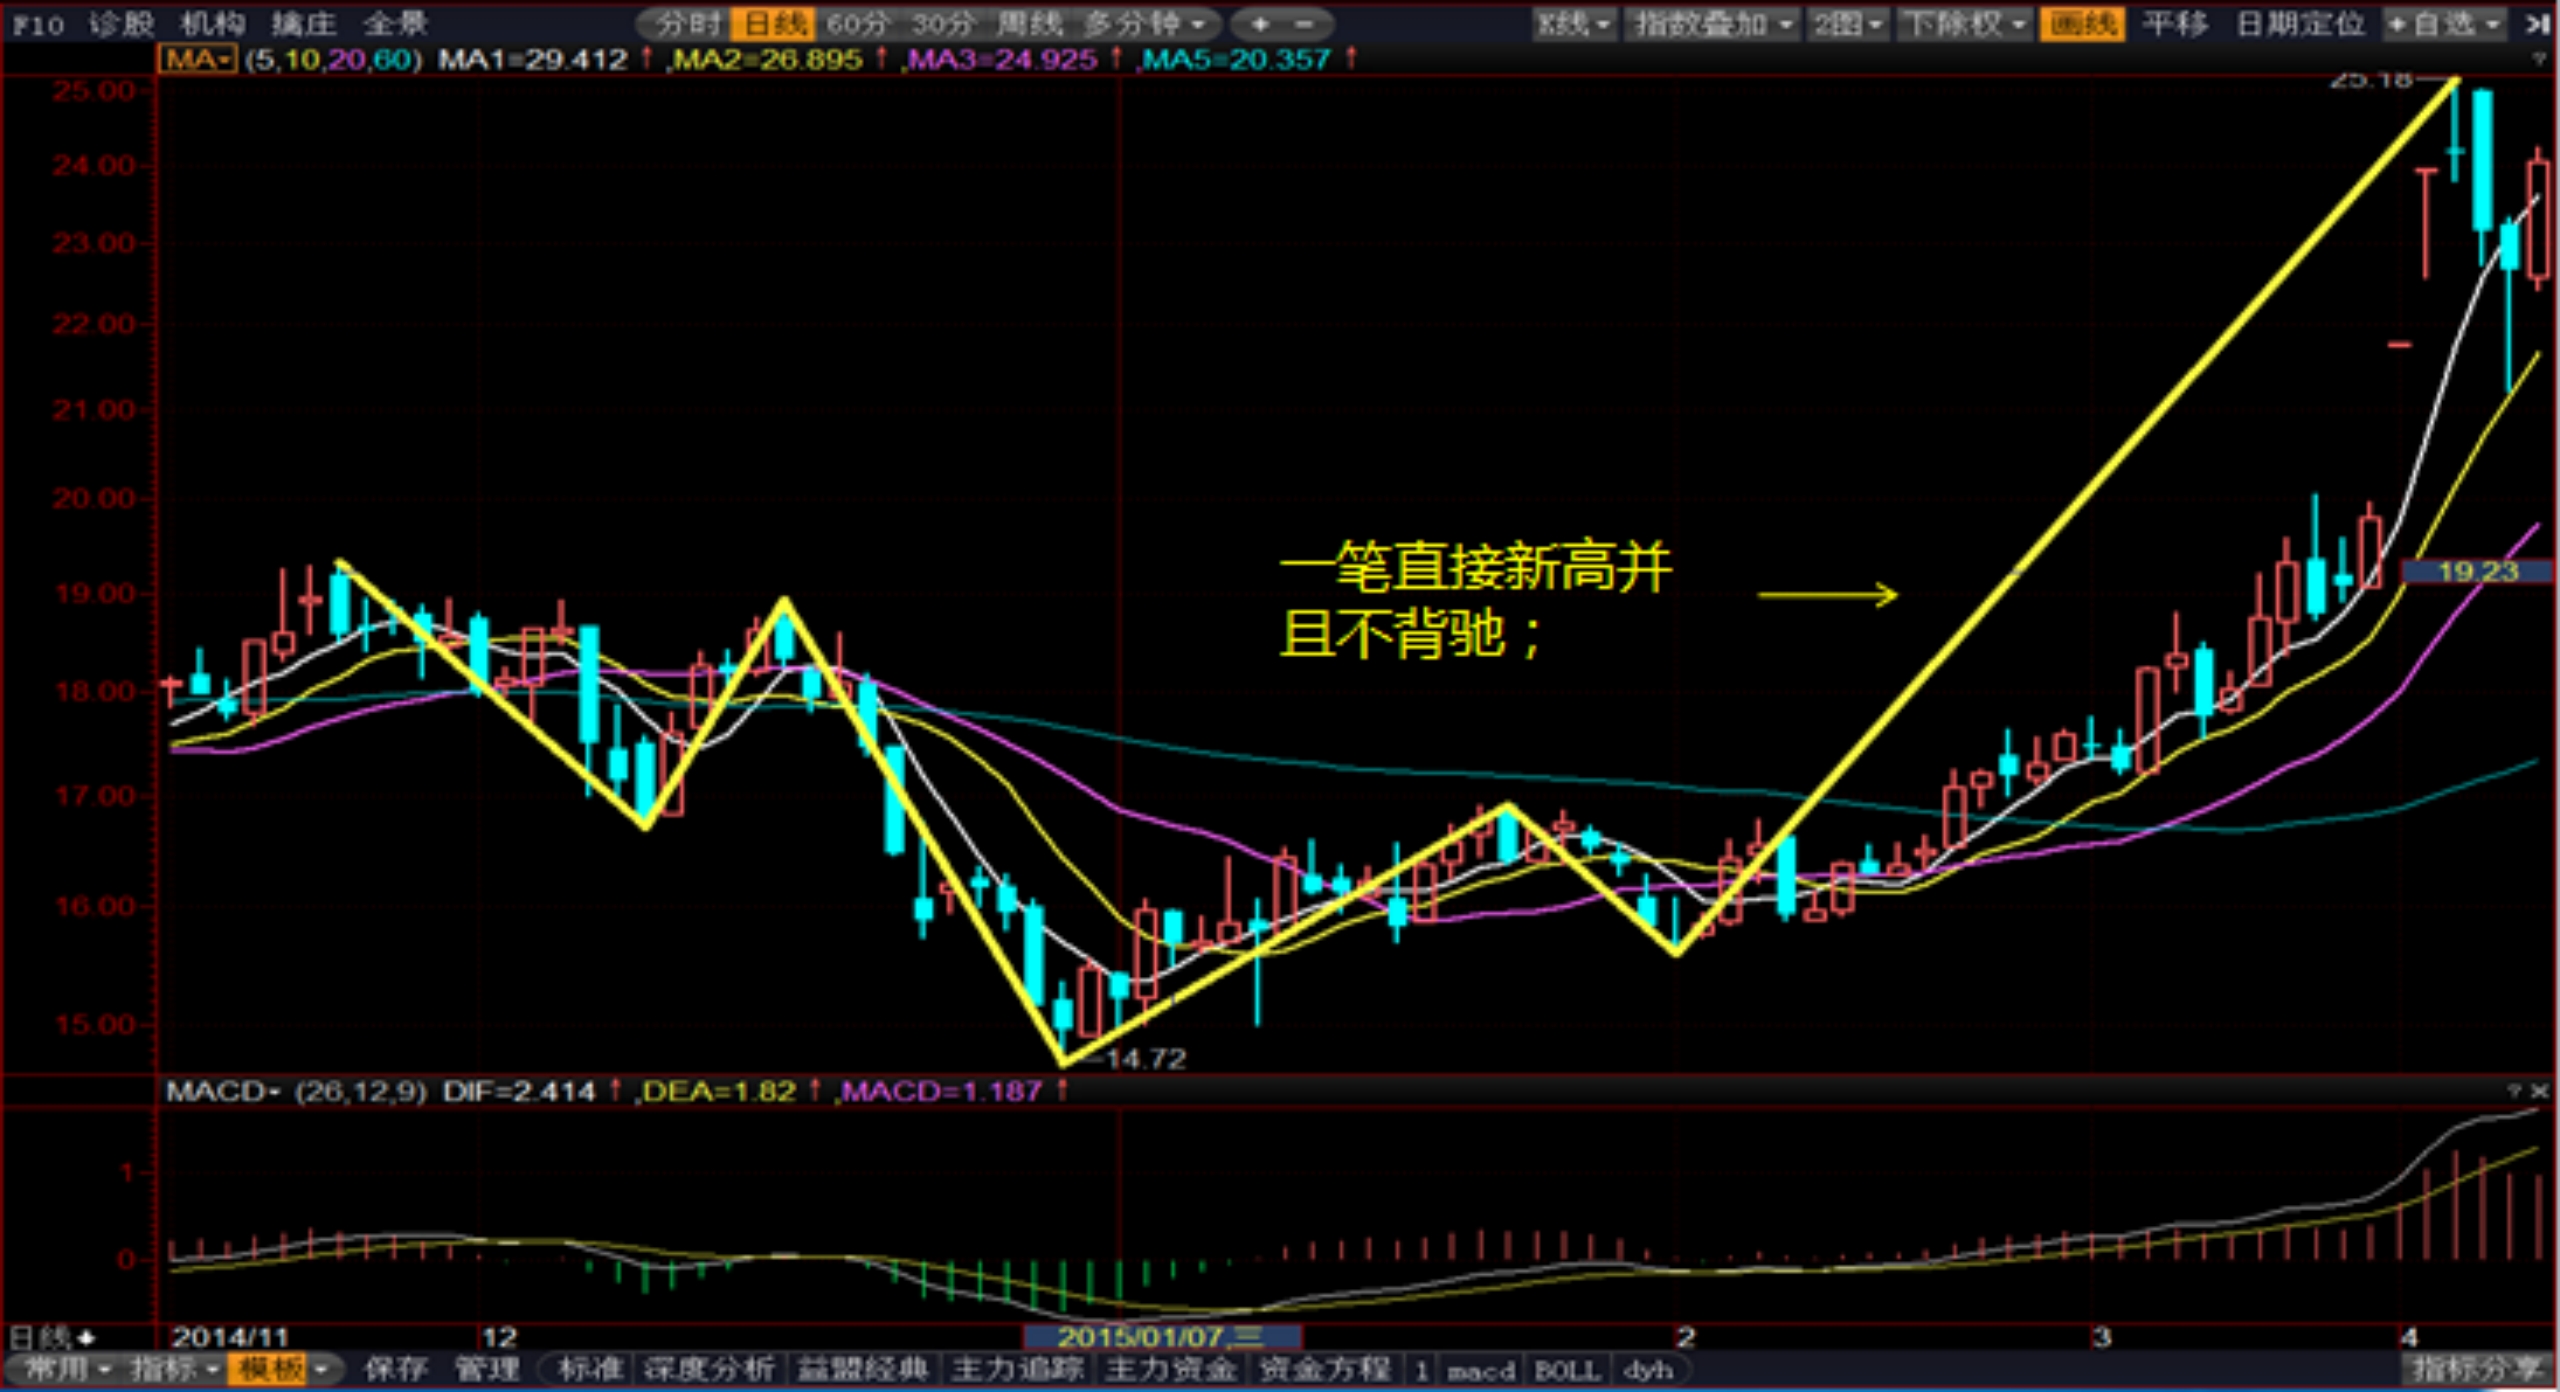 F10 诊股 机构 擒庄 全景 分时 日线 60分 30分 周线 多分钟 + - K线 指数叠加 2图 下除权 画线 平移 日期定位 +自选
MA (5,10,20,60) MA1=29.412 ↑ ,MA2=26.895 ↑ ,MA3=24.925 ↑ ,MA5=20.357 ↑ ?
25.18
25.00
24.00
23.00
22.00
21.00
20.00
19.00
18.00
17.00
16.00
15.00
一笔直接新高并
且不背驰；
19.23
14.72
MACD (26,12,9) DIF=2.414 ↑ ,DEA=1.82 ↑ ,MACD=1.187 ↑ ? ×
1
0
日线 2014/11 12 2015/01/07,三 2 3 4
常用 指标 模板 保存 管理 标准 深度分析 益盟经典 主力追踪 主力资金 资金方程 1 macd BOLL dyh 指标分享